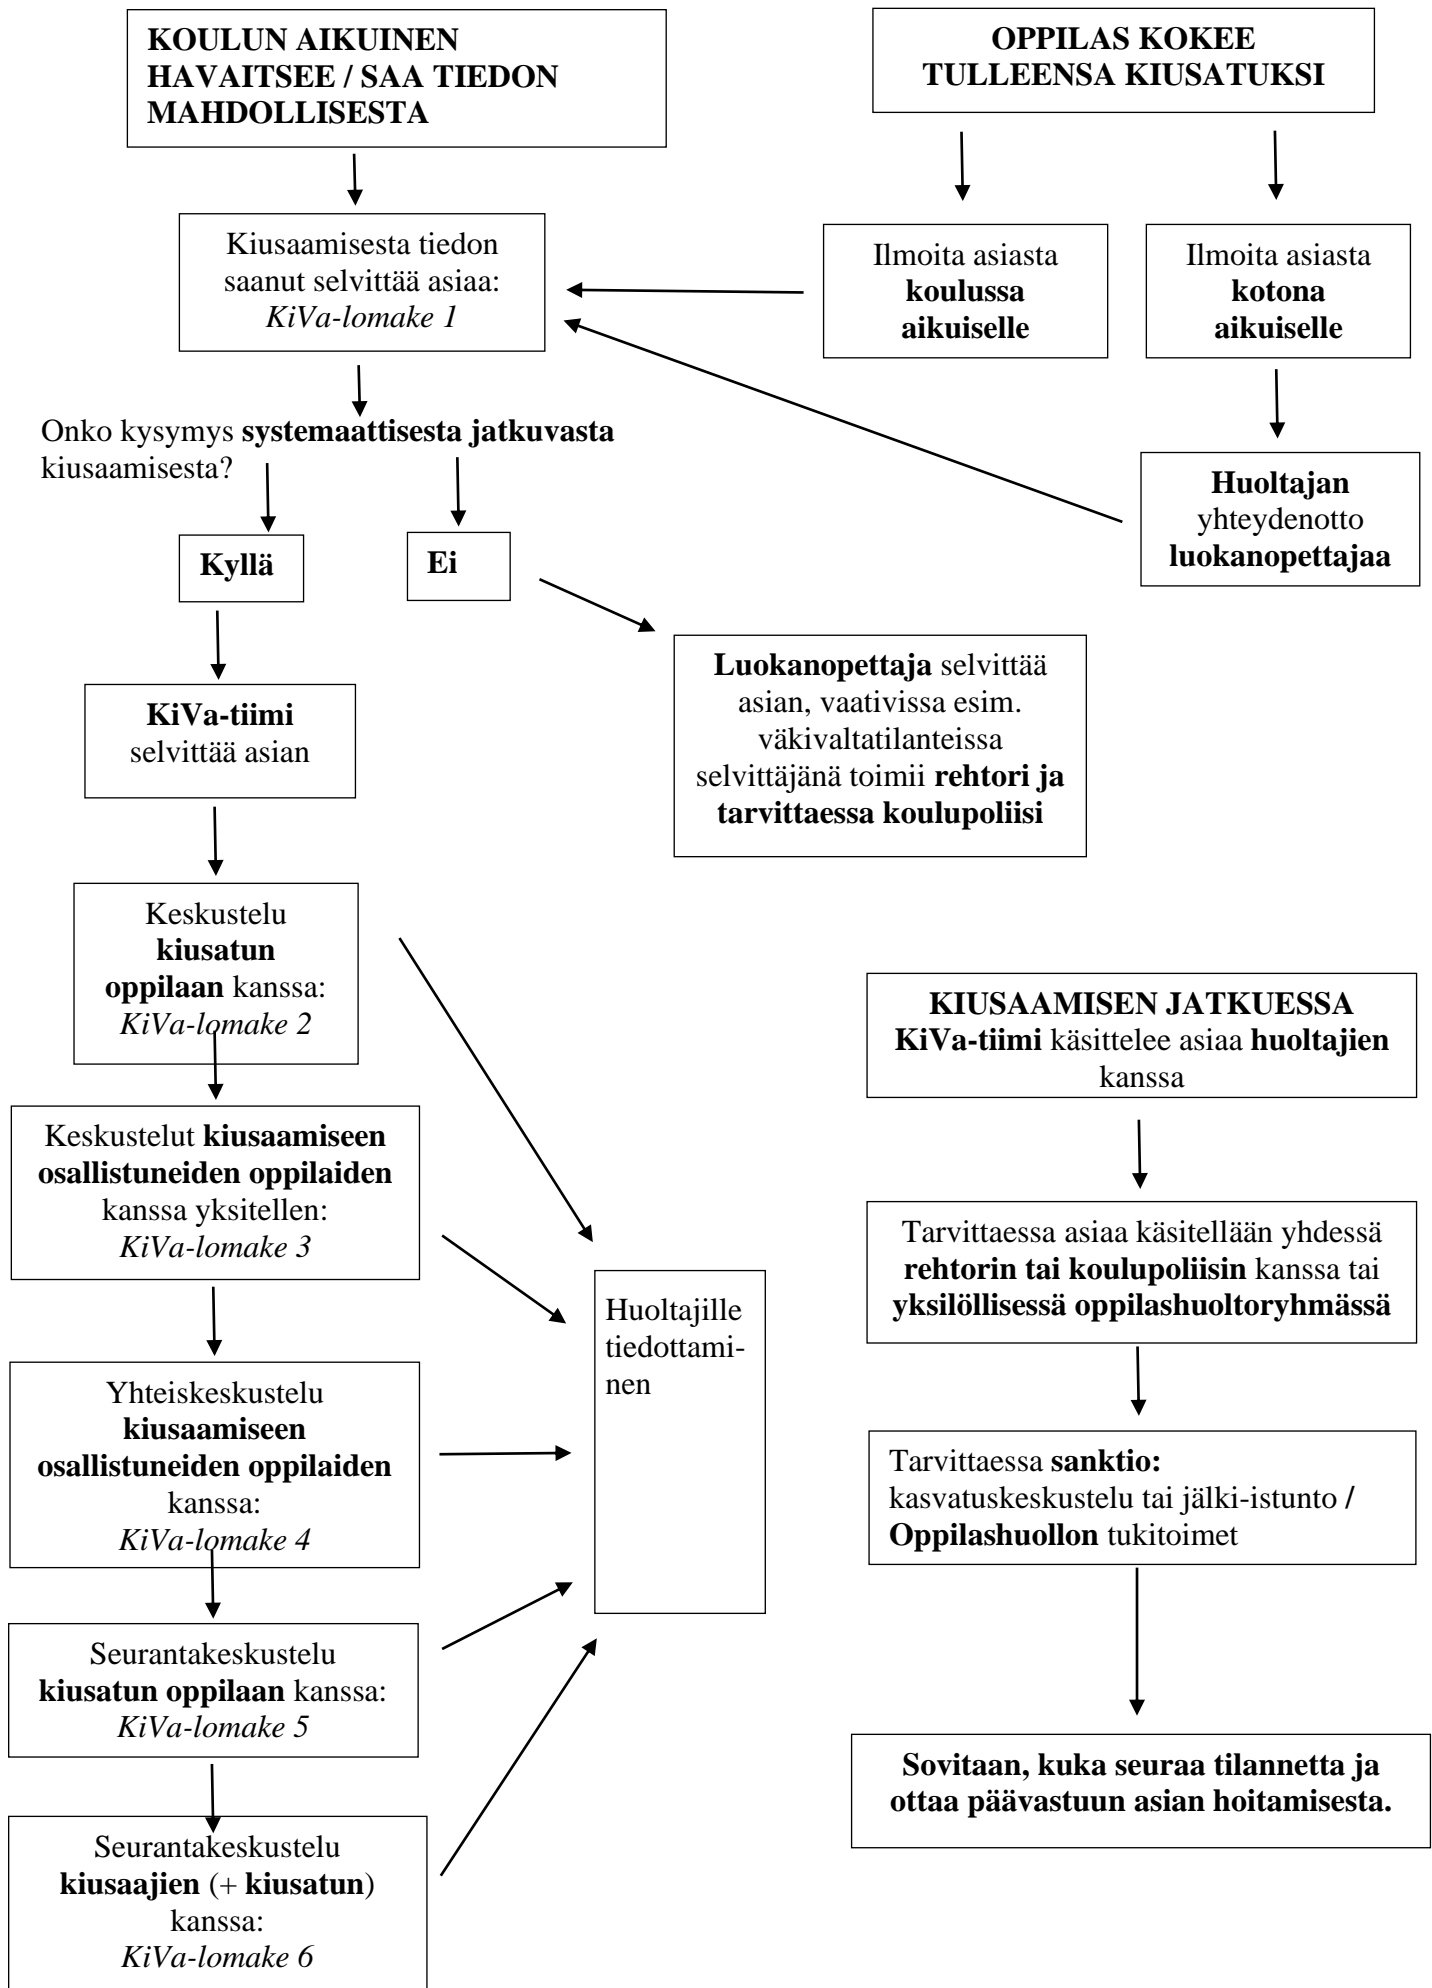 KOULUN AIKUINEN
HAVAITSEE / SAA TIEDON
MAHDOLLISESTA
OPPILAS KOKEE
TULLEENSA KIUSATUKSI
Kiusaamisesta tiedon
saanut selvittää asiaa:
KiVa-lomake 1
Ilmoita asiasta
koulussa
aikuiselle
Ilmoita asiasta
kotona
aikuiselle
Onko kysymys systemaattisesta jatkuvasta
kiusaamisesta?
Huoltajan
yhteydenotto
luokanopettajaa
Kyllä
Ei
Luokanopettaja selvittää
asian, vaativissa esim.
väkivaltatilanteissa
selvittäjänä toimii rehtori ja
tarvittaessa koulupoliisi
KiVa-tiimi
selvittää asian
Keskustelu
kiusatun
oppilaan kanssa:
KiVa-lomake 2
Keskustelut kiusaamiseen
osallistuneiden oppilaiden
kanssa yksitellen:
KiVa-lomake 3
Yhteiskeskustelu
kiusaamiseen
osallistuneiden oppilaiden
kanssa:
KiVa-lomake 4
Seurantakeskustelu
kiusatun oppilaan kanssa:
KiVa-lomake 5
Seurantakeskustelu
kiusaajien (+ kiusatun)
kanssa:
KiVa-lomake 6
Huoltajille
tiedottami-
nen
KIUSAAMISEN JATKUESSA
KiVa-tiimi käsittelee asiaa huoltajien
kanssa
Tarvittaessa asiaa käsitellään yhdessä
rehtorin tai koulupoliisin kanssa tai
yksilöllisessä oppilashuoltoryhmässä
Tarvittaessa sanktio:
kasvatuskeskustelu tai jälki-istunto /
Oppilashuollon tukitoimet
Sovitaan, kuka seuraa tilannetta ja
ottaa päävastuun asian hoitamisesta.